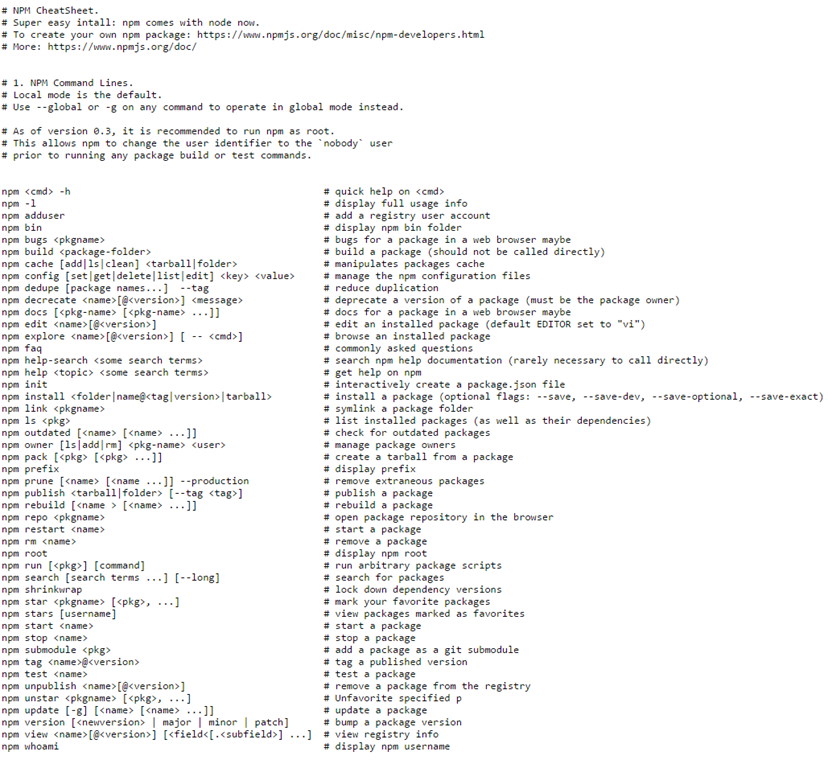 # NPM CheatSheet.
# Super easy intall: npm comes with node now.
# To create your own npm package: https://www.npmjs.org/doc/misc/npm-developers.html
# More: https://www.npmjs.org/doc/
# 1. NPM Command Lines.
# Local mode is the default.
# Use --global or -g on any command to operate in global mode instead.
# As of version 0.3, it is recommended to run npm as root.
# This allows npm to change the user identifier to the `nobody` user
# prior to running any package build or test commands.
npm <cmd> -h # quick help on <cmd>
npm -l # display full usage info
npm adduser # add a registry user account
npm bin # display npm bin folder
npm bugs <pkgname> # bugs for a package in a web browser maybe
npm build <package-folder> # build a package (should not be called directly)
npm cache [add|ls|clean] <tarball|folder> # manipulates packages cache
npm config [set|get|delete|list|edit] <key> <value> # manage the npm configuration files
npm dedupe [package names...] --tag # reduce duplication
npm decrecate <name>[@<version>] <message> # deprecate a version of a package (must be the package owner)
npm docs [<pkg-name> [<pkg-name> ...]] # docs for a package in a web browser maybe
npm edit <name>[@<version>] # edit an installed package (default EDITOR set to "vi")
npm explore <name>[@<version>] [ -- <cmd>] # browse an installed package
npm faq # commonly asked questions
npm help-search <some search terms> # search npm help documentation (rarely necessary to call directly)
npm help <topic> <some search terms> # get help on npm
npm init # interactively create a package.json file
npm install <folder|name@<tag|version>|tarball> # install a package (optional flags: --save, --save-dev, --save-optional, --save-exact)
npm link <pkgname> # symlink a package folder
npm ls <pkg> # list installed packages (as well as their dependencies)
npm outdated [<name> [<name> ...]] # check for outdated packages
npm owner [ls|add|rm] <pkg-name> <user> # manage package owners
npm pack [<pkg> [<pkg> ...]] # create a tarball from a package
npm prefix # display prefix
npm prune [<name> [<name ...]] --production # remove extraneous packages
npm publish <tarball|folder> [--tag <tag>] # publish a package
npm rebuild [<name > [<name> ...]] # rebuild a package
npm repo <pkgname> # open package repository in the browser
npm restart <name> # start a package
npm rm <name> # remove a package
npm root # display npm root
npm run [<pkg>] [command] # run arbitrary package scripts
npm search [search terms ...] [--long] # search for packages
npm shrinkwrap # lock down dependency versions
npm star <pkgname> [<pkg>, ...] # mark your favorite packages
npm stars [username] # view packages marked as favorites
npm start <name> # start a package
npm stop <name> # stop a package
npm submodule <pkg> # add a package as a git submodule
npm tag <name>@<version> # tag a published version
npm test <name> # test a package
npm unpublish <name>[@<version>] # remove a package from the registry
npm unstar <pkgname> [<pkg>, ...] # Unfavorite specified p
npm update [-g] [<name> [<name> ...]] # update a package
npm version [<newversion> | major | minor | patch] # bump a package version
npm view <name>[@<version>] [<field<[.<subfield>] ...] # view registry info
npm whoami # display npm username